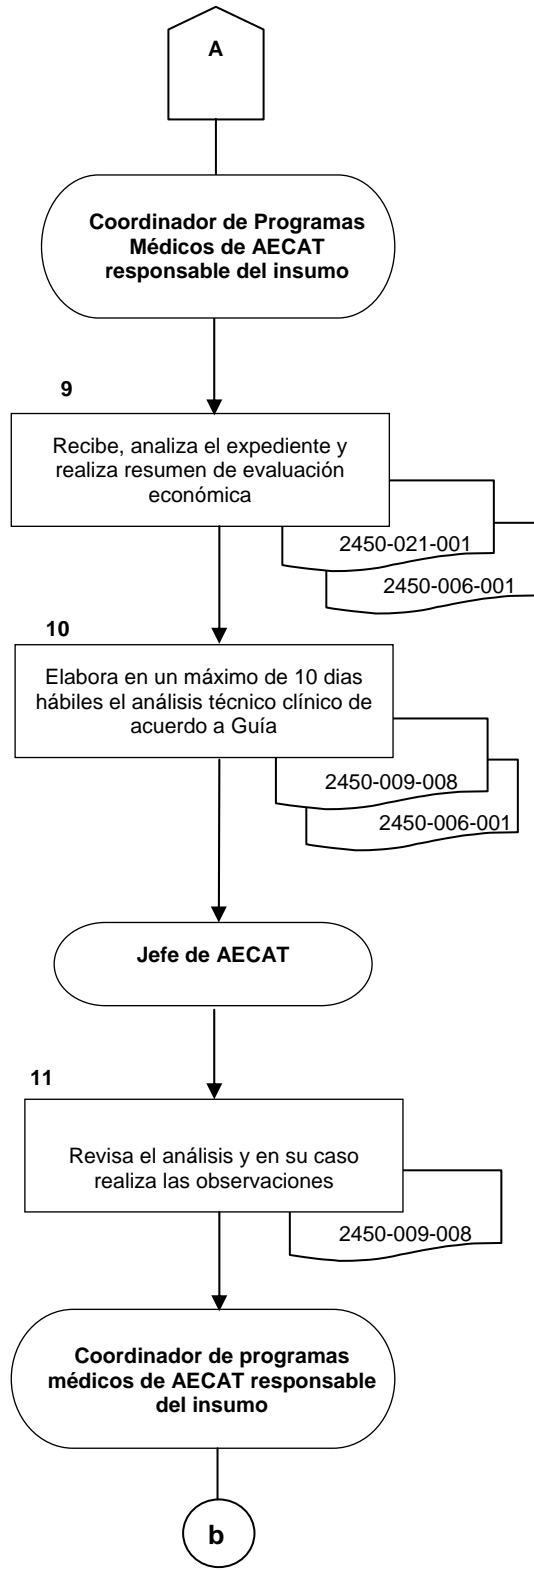 A
Coordinador de Programas
Médicos de AECAT
responsable del insumo
9
Recibe, analiza el expediente y
realiza resumen de evaluación
económica
2450-021-001
2450-006-001
10
Elabora en un máximo de 10 dias
hábiles el análisis técnico clínico de
acuerdo a Guía
2450-009-008
2450-006-001
Jefe de AECAT
11
Revisa el análisis y en su caso
realiza las observaciones
2450-009-008
Coordinador de programas
médicos de AECAT responsable
del insumo
b